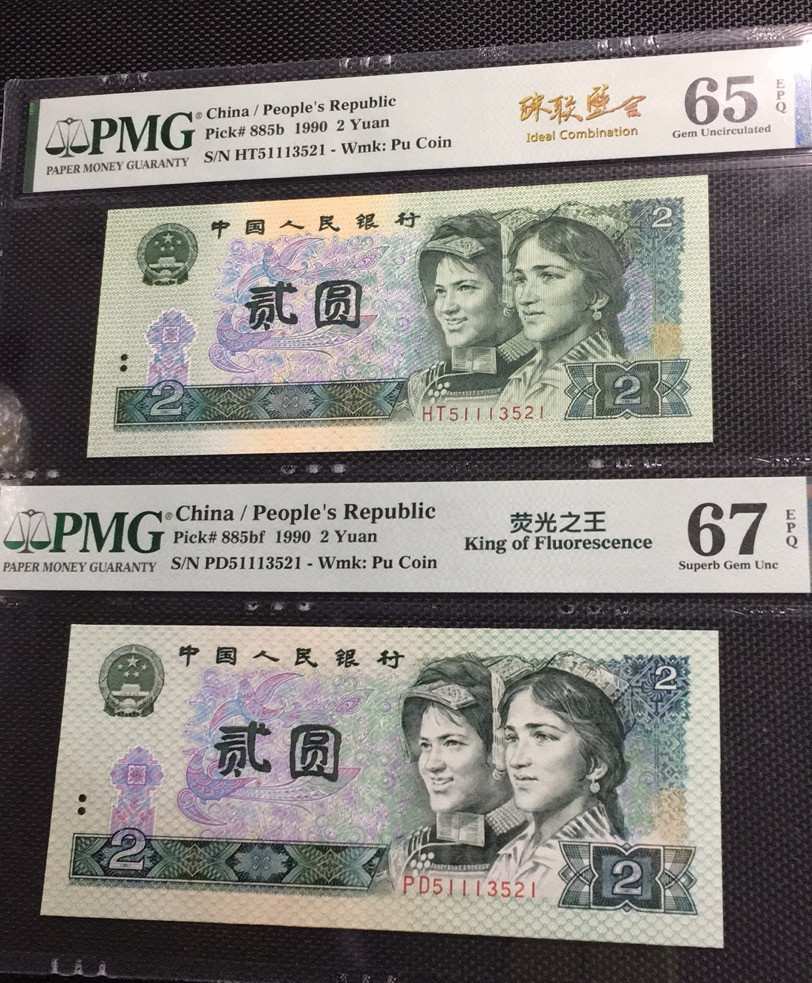 PMG® China / People's Republic
Pick# 885b 1990 2 Yuan
PAPER MONEY GUARANTY S/N HT51113521 - Wmk: Pu Coin
珠联璧合
Ideal Combination
65 EPQ
Gem Uncirculated
中国人民银行
2
贰圆
2
2
HT51113521
PMG® China / People's Republic
Pick# 885bf 1990 2 Yuan
PAPER MONEY GUARANTY S/N PD51113521 - Wmk: Pu Coin
荧光之王
King of Fluorescence
67 EPQ
Superb Gem Unc
中国人民银行
2
贰圆
2
2
PD51113521